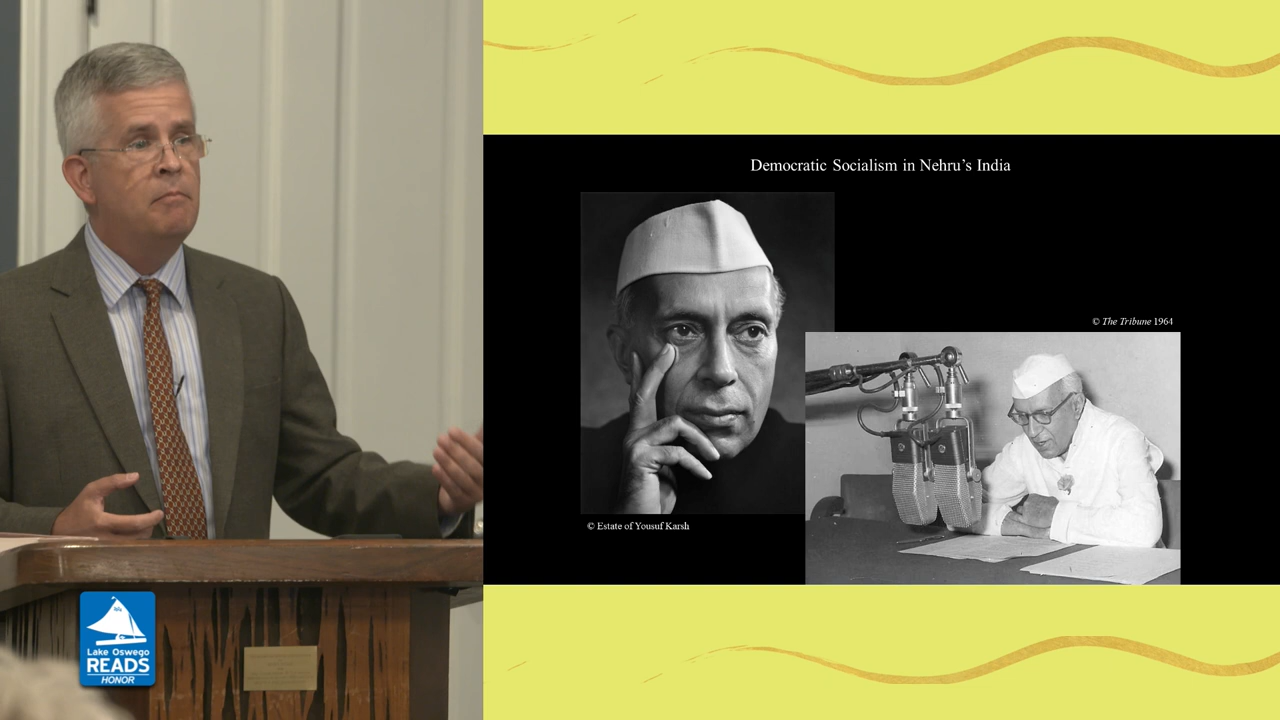 Democratic Socialism in Nehru's India
© The Tribune 1964
© Estate of Yousuf Karsh
Lake Oswego
READS
HONOR